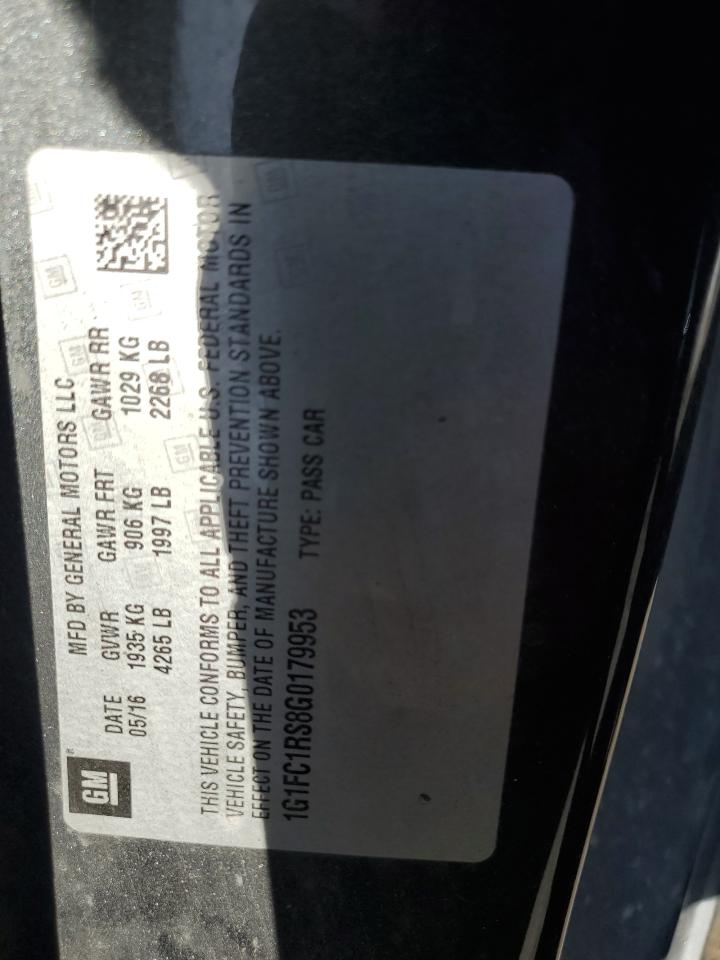 GM®
MFD BY GENERAL MOTORS LLC
DATE GVWR GAWR FRT GAWR RR
05/16 1935 KG 906 KG 1029 KG
4265 LB 1997 LB 2268 LB
THIS VEHICLE CONFORMS TO ALL APPLICABLE U.S. FEDERAL MOTOR
VEHICLE SAFETY, BUMPER, AND THEFT PREVENTION STANDARDS IN
EFFECT ON THE DATE OF MANUFACTURE SHOWN ABOVE.
1G1FC1RS8G0179953 TYPE: PASS CAR